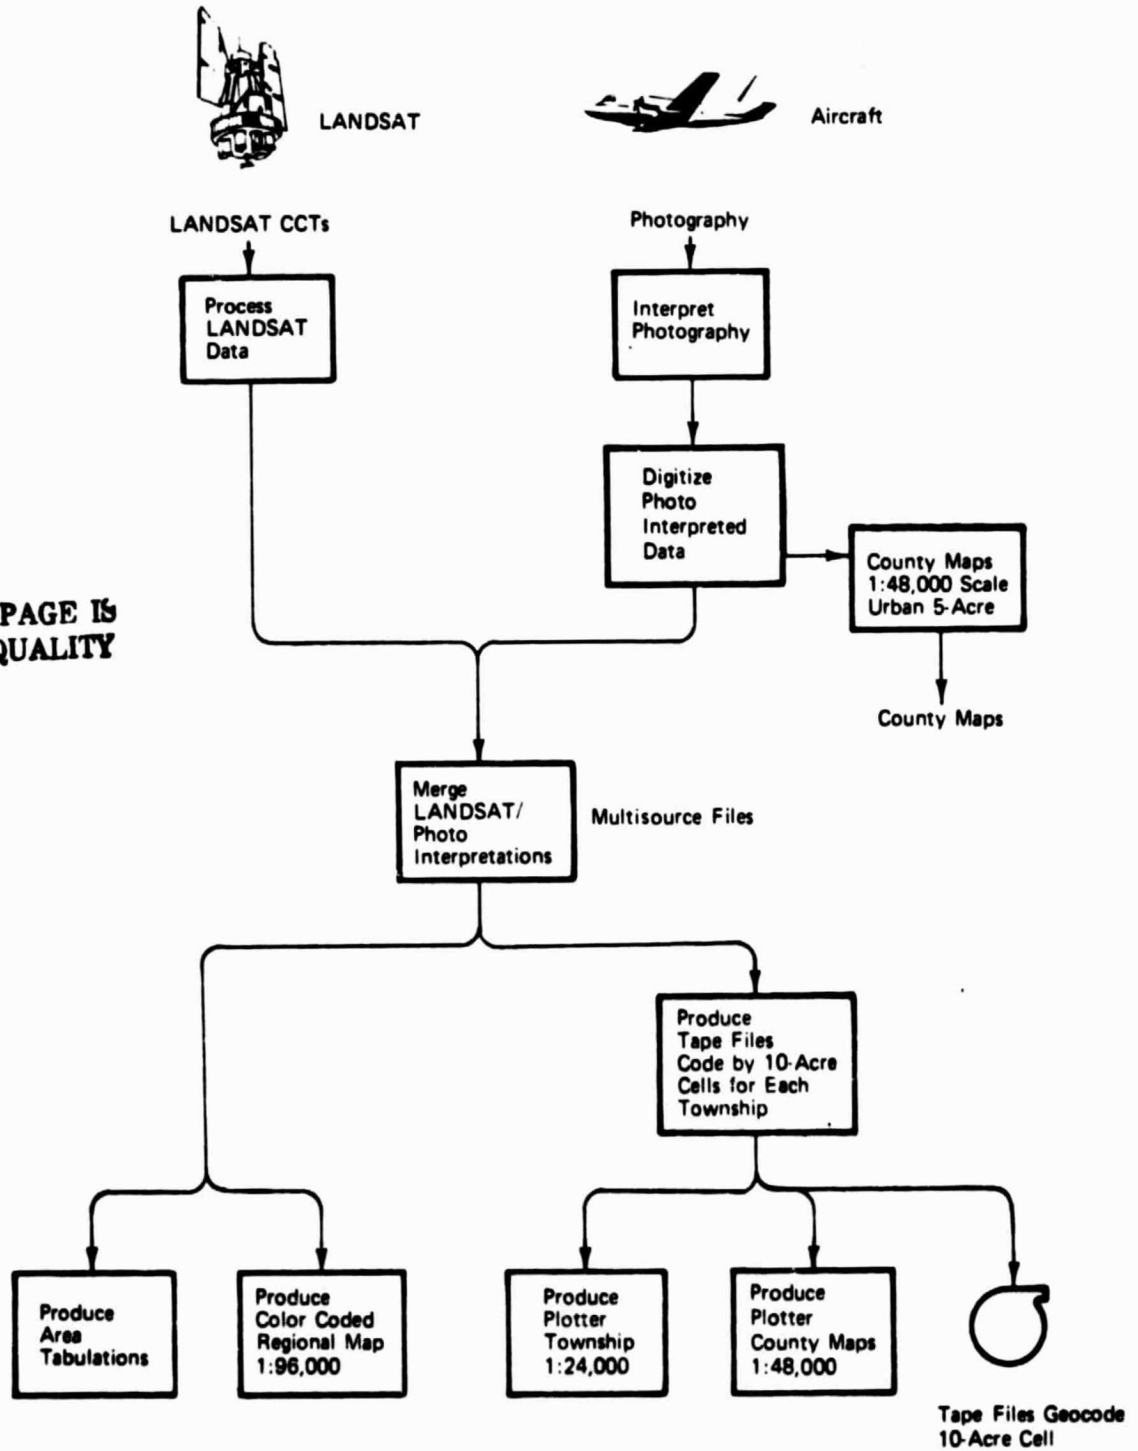 LANDSAT
Aircraft
LANDSAT CCTs
Photography
Process
LANDSAT
Data
Interpret
Photography
Digitize
Photo
Interpreted
Data
County Maps
1:48,000 Scale
Urban 5-Acre
PAGE IS
QUALITY
County Maps
Merge
LANDSAT/
Photo
Interpretations
Multisource Files
Produce
Tape Files
Code by 10-Acre
Cells for Each
Township
Produce
Area
Tabulations
Produce
Color Coded
Regional Map
1:96,000
Produce
Plotter
Township
1:24,000
Produce
Plotter
County Maps
1:48,000
Tape Files Geocode
10-Acre Cell